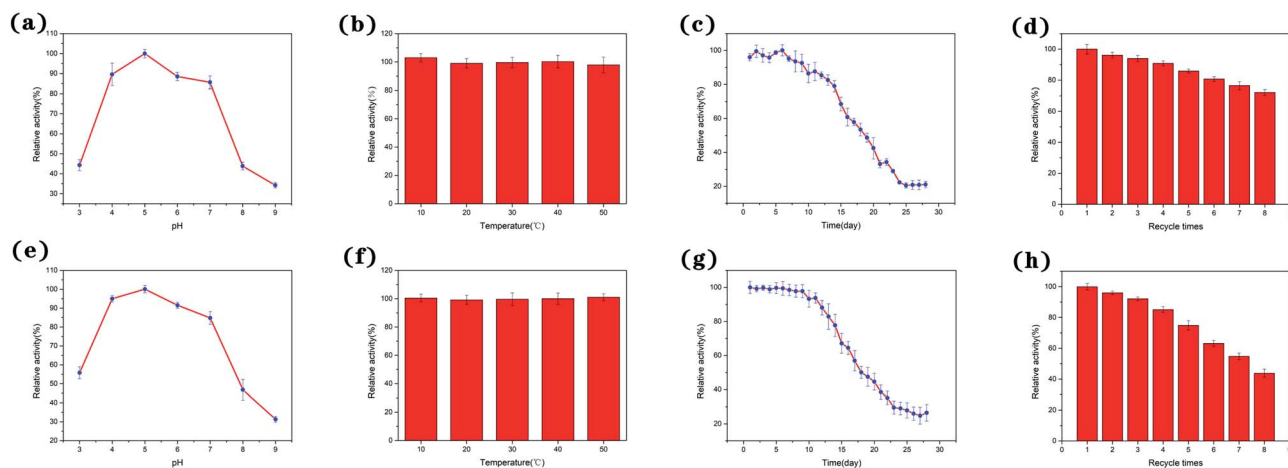 (a)
110
100
90
80
70
60
50
40
30
Relative activity(%)
3 4 5 6 7 8 9
pH
(b)
120
100
80
60
40
20
0
Relative activity(%)
10 20 30 40 50
Temperature(℃)
(c)
100
80
60
40
20
Relative activity(%)
0 5 10 15 20 25 30
Time(day)
(d)
100
80
60
40
20
0
Relative activity(%)
0 1 2 3 4 5 6 7 8
Recycle times
(e)
110
100
90
80
70
60
50
40
30
20
Relative activity(%)
3 4 5 6 7 8 9
pH
(f)
120
100
80
60
40
20
0
Relative activity(%)
10 20 30 40 50
Temperature(℃)
(g)
100
80
60
40
20
0
Relative activity(%)
0 5 10 15 20 25 30
Time(day)
(h)
100
80
60
40
20
0
Relative activity(%)
0 1 2 3 4 5 6 7 8
Recycle times